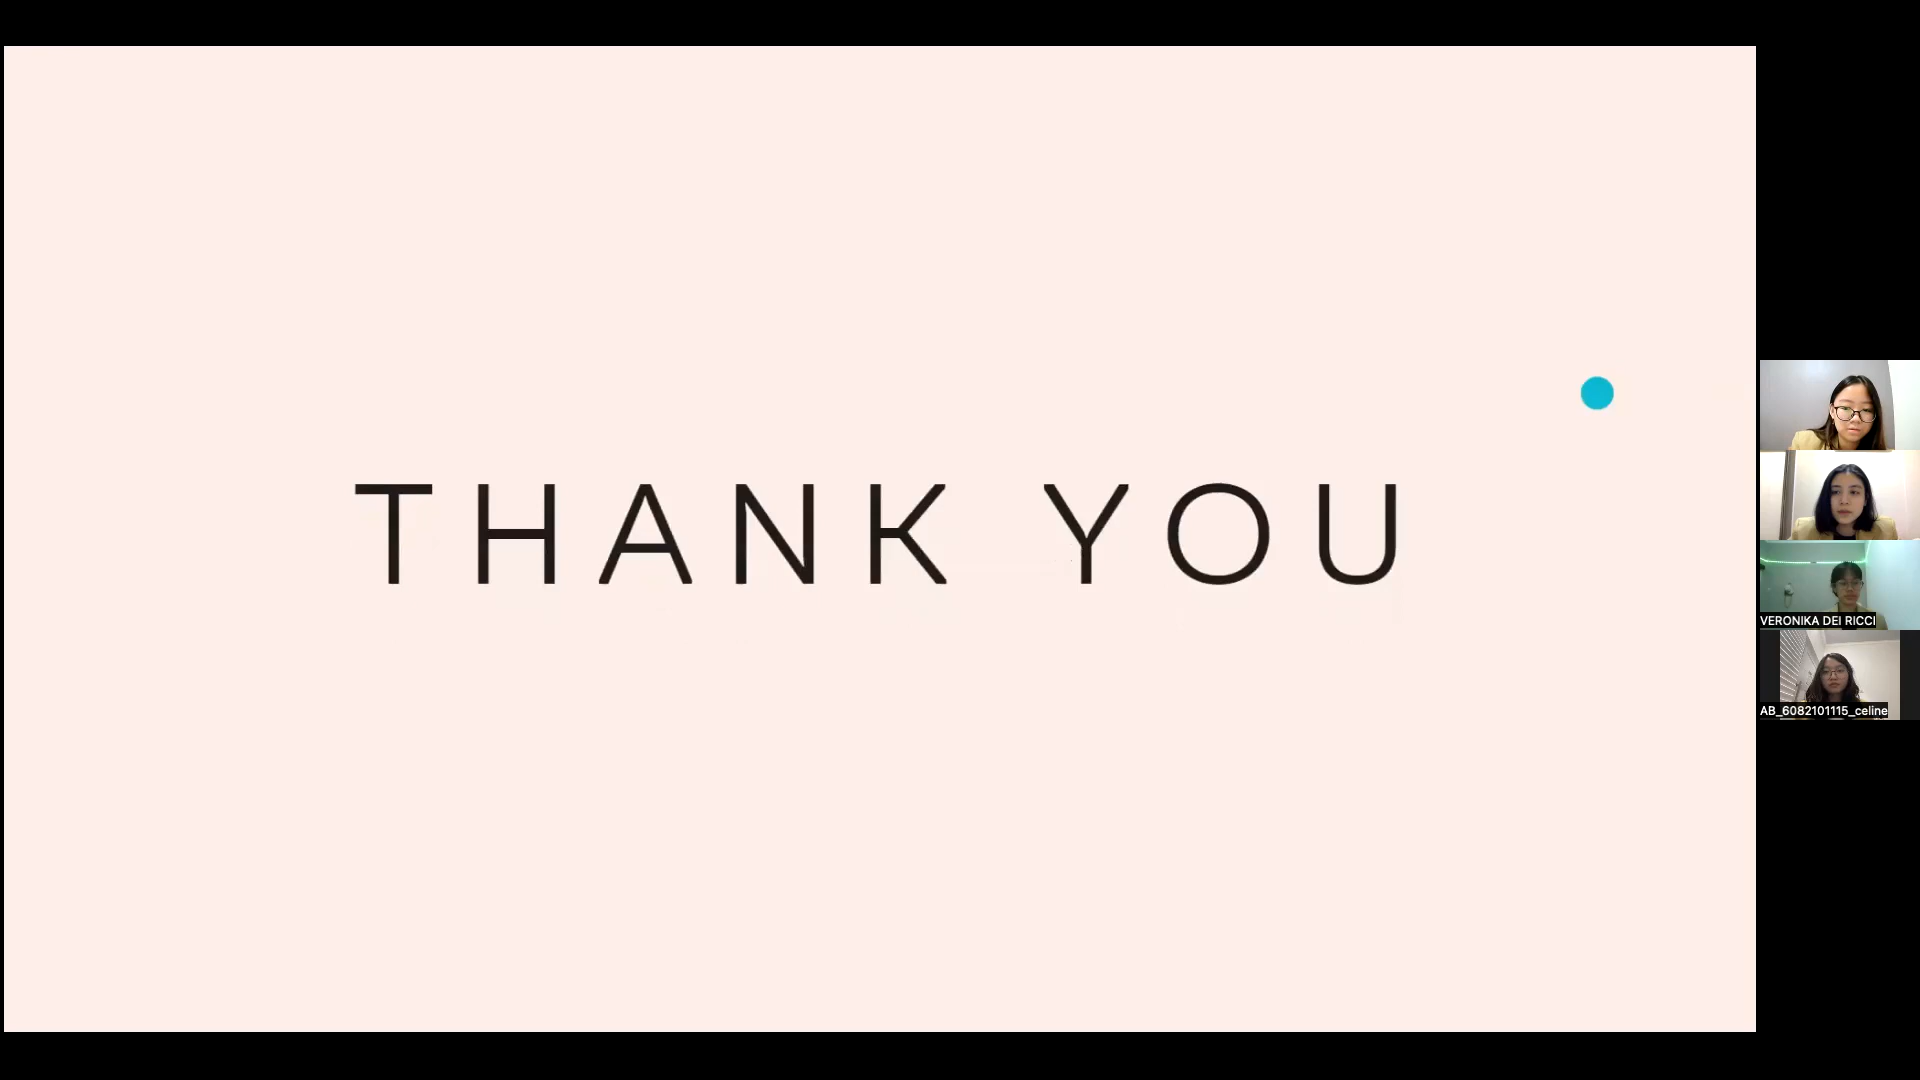 THANK YOU
VERONIKA DEI RICCI
AB_6082101115_celine